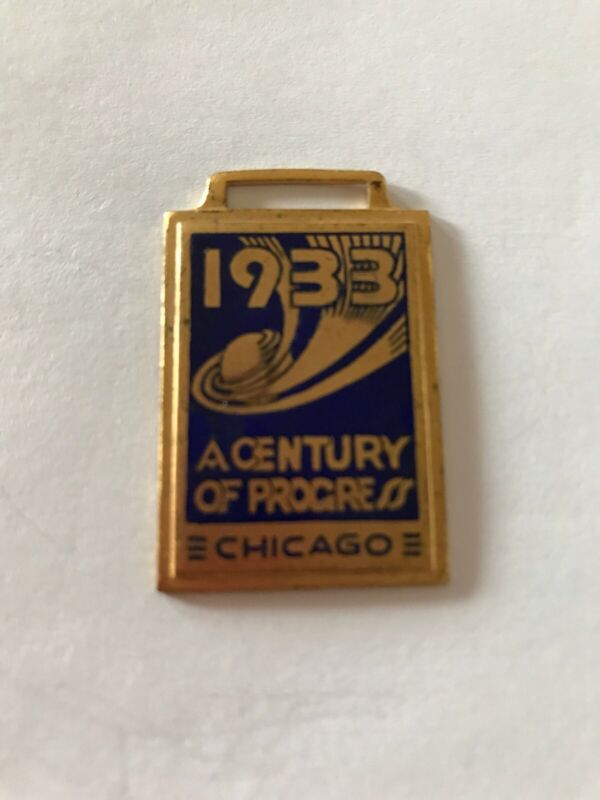 1933
A CENTURY
OF PROGRESS
CHICAGO